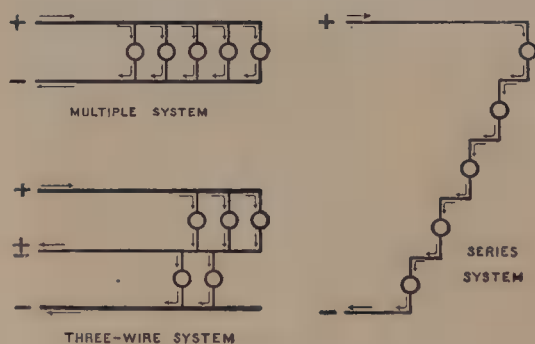 +
−
MULTIPLE SYSTEM
+
±
−
THREE-WIRE SYSTEM
+
−
SERIES
SYSTEM